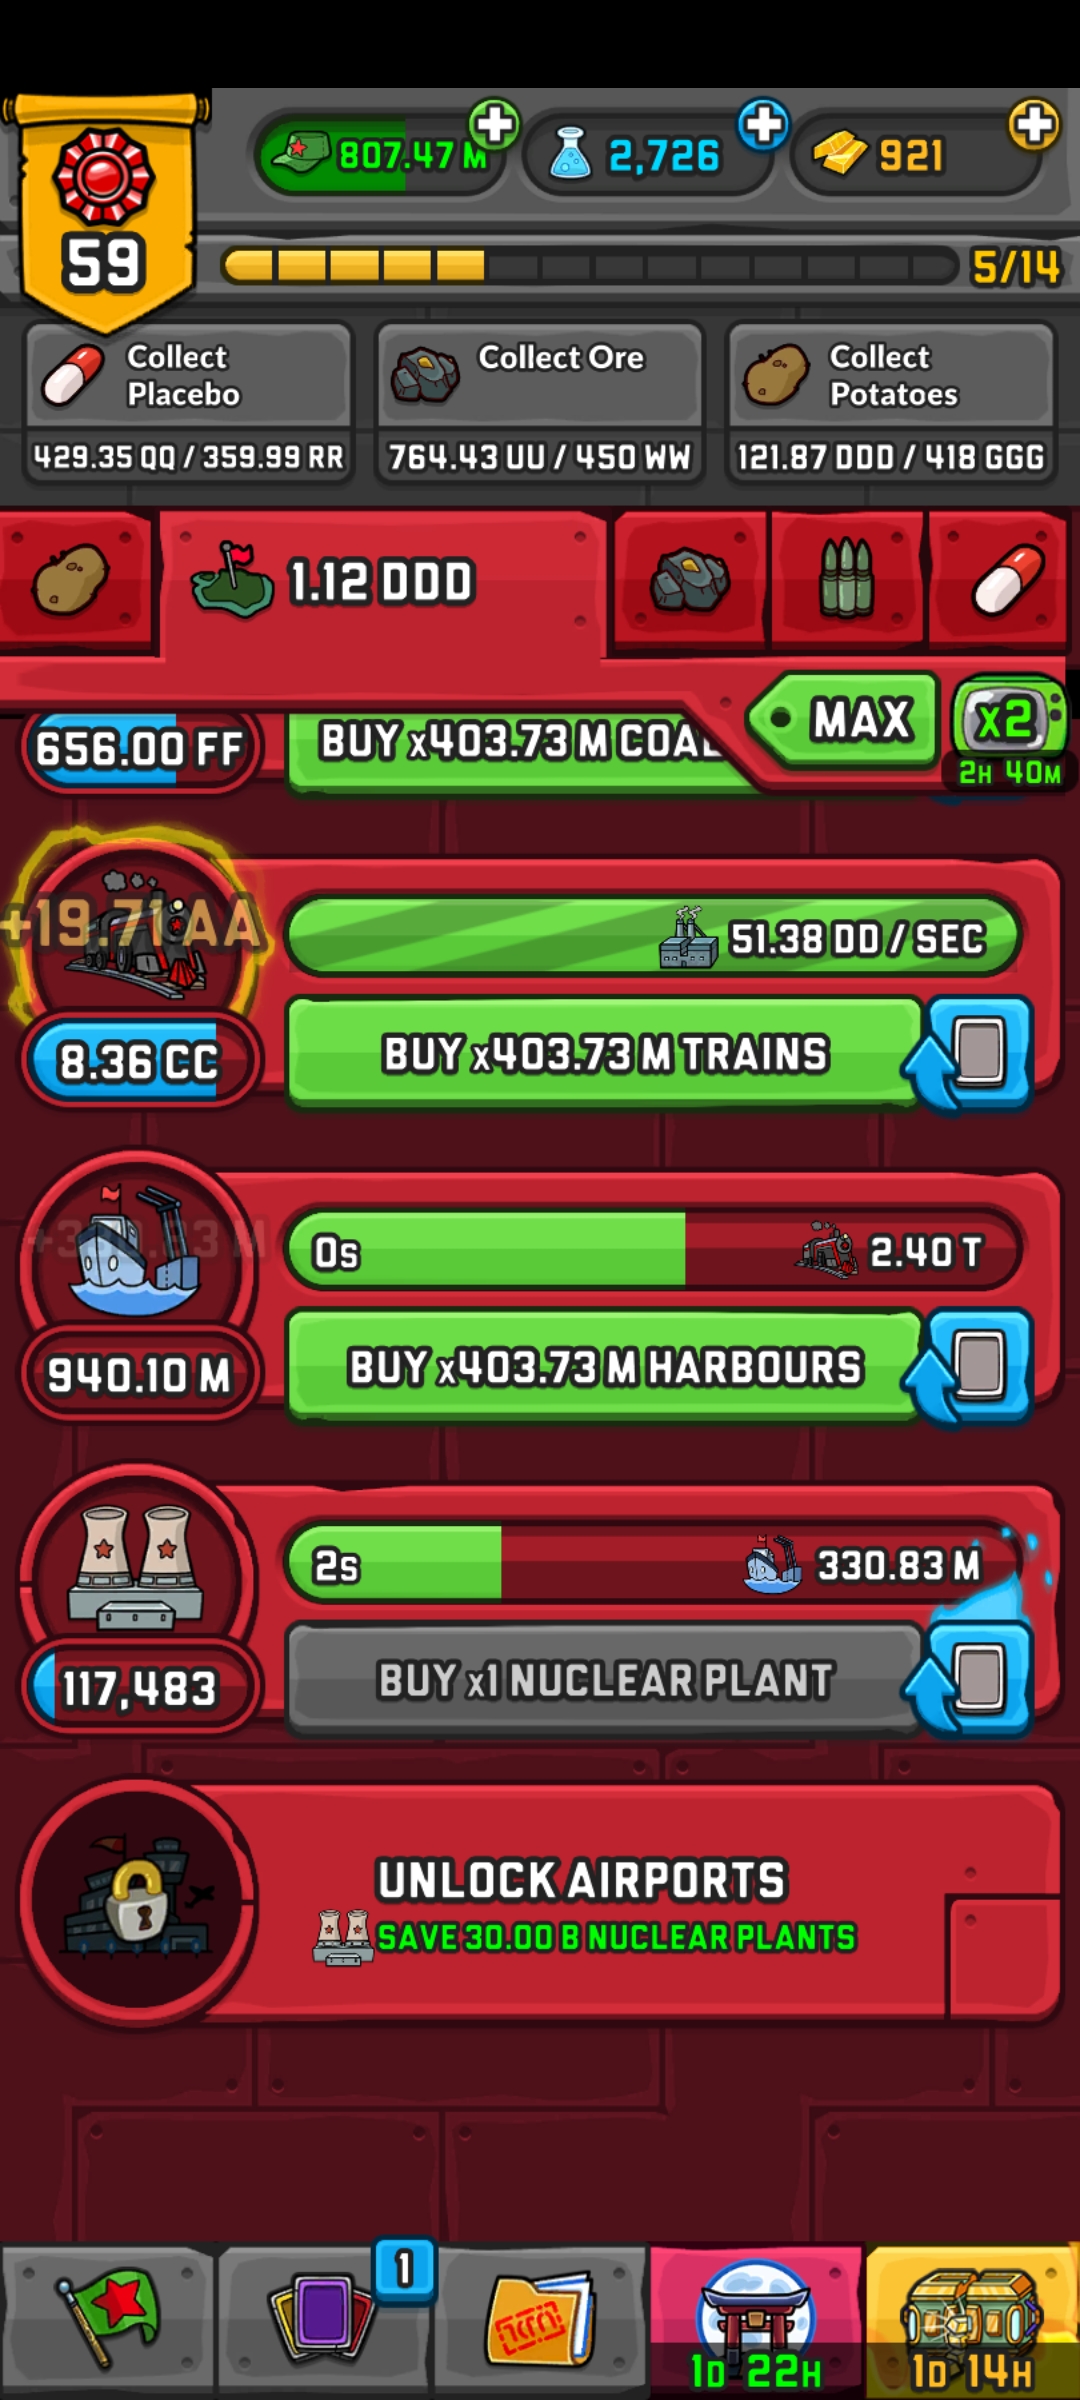 59
807.47 M
2,726
921
5/14
Collect Placebo
429.35 QQ / 359.99 RR
Collect Ore
764.43 UU / 450 WW
Collect Potatoes
121.87 DDD / 418 GGG
1.12 DDD
MAX
x2
2H 40M
656.00 FF
BUY x403.73 M COAL
+19.71 AA
51.38 DD / SEC
8.36 CC
BUY x403.73 M TRAINS
0s
2.40 T
940.10 M
BUY x403.73 M HARBOURS
2s
330.83 M
117,483
BUY x1 NUCLEAR PLANT
UNLOCK AIRPORTS
SAVE 30.00 B NUCLEAR PLANTS
1
1D 22H
1D 14H